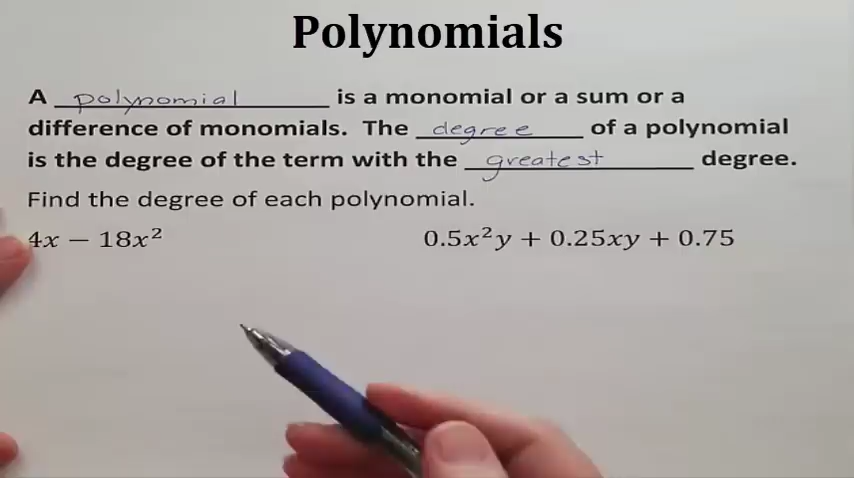 Polynomials
A polynomial is a monomial or a sum or a
difference of monomials. The degree of a polynomial
is the degree of the term with the greatest degree.
Find the degree of each polynomial.
4x − 18x² 0.5x²y + 0.25xy + 0.75